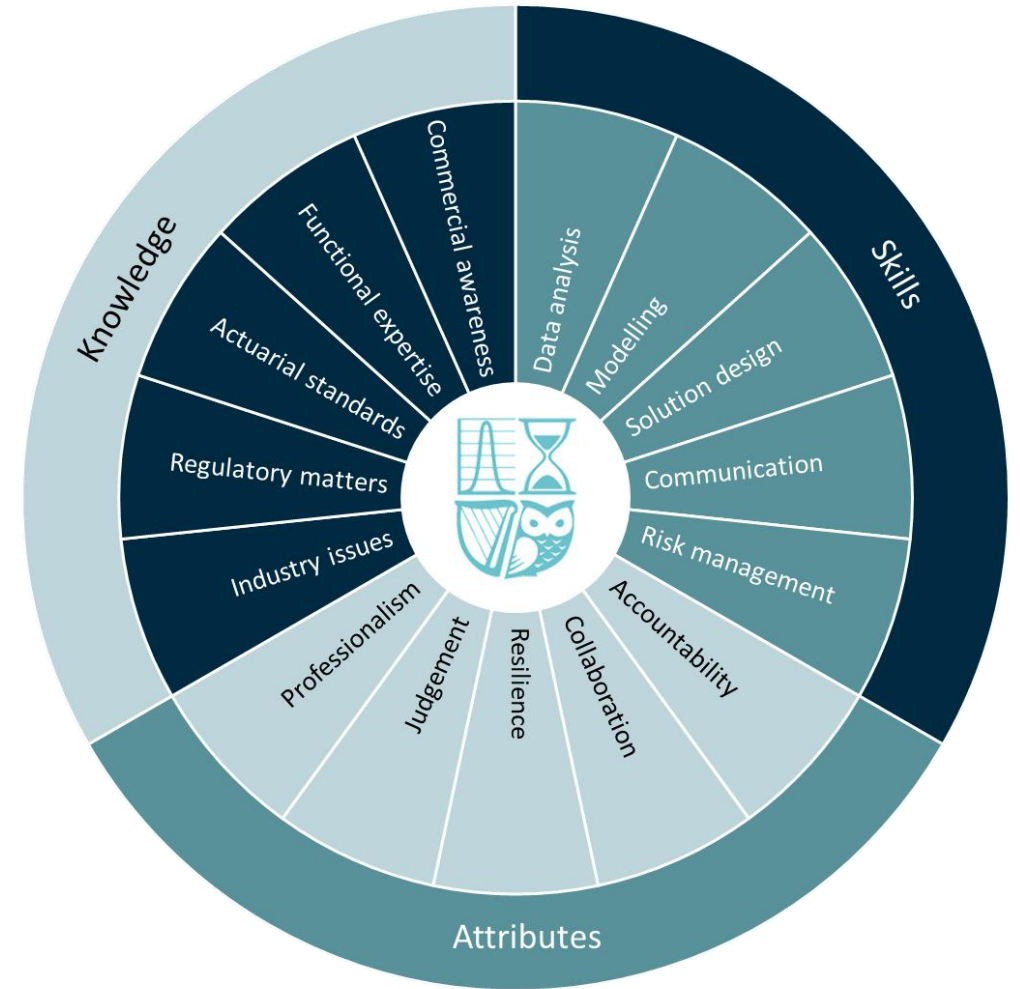 Knowledge
Commercial awareness
Functional expertise
Actuarial standards
Regulatory matters
Industry issues
Skills
Data analysis
Modelling
Solution design
Communication
Risk management
Attributes
Accountability
Collaboration
Resilience
Judgement
Professionalism